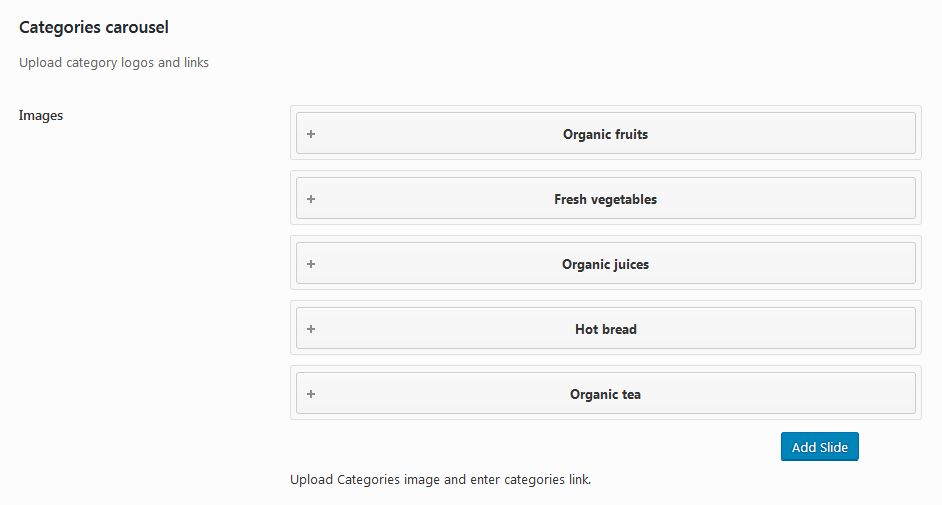 Categories carousel
Upload category logos and links
Images
+ Organic fruits
+ Fresh vegetables
+ Organic juices
+ Hot bread
+ Organic tea
Add Slide
Upload Categories image and enter categories link.